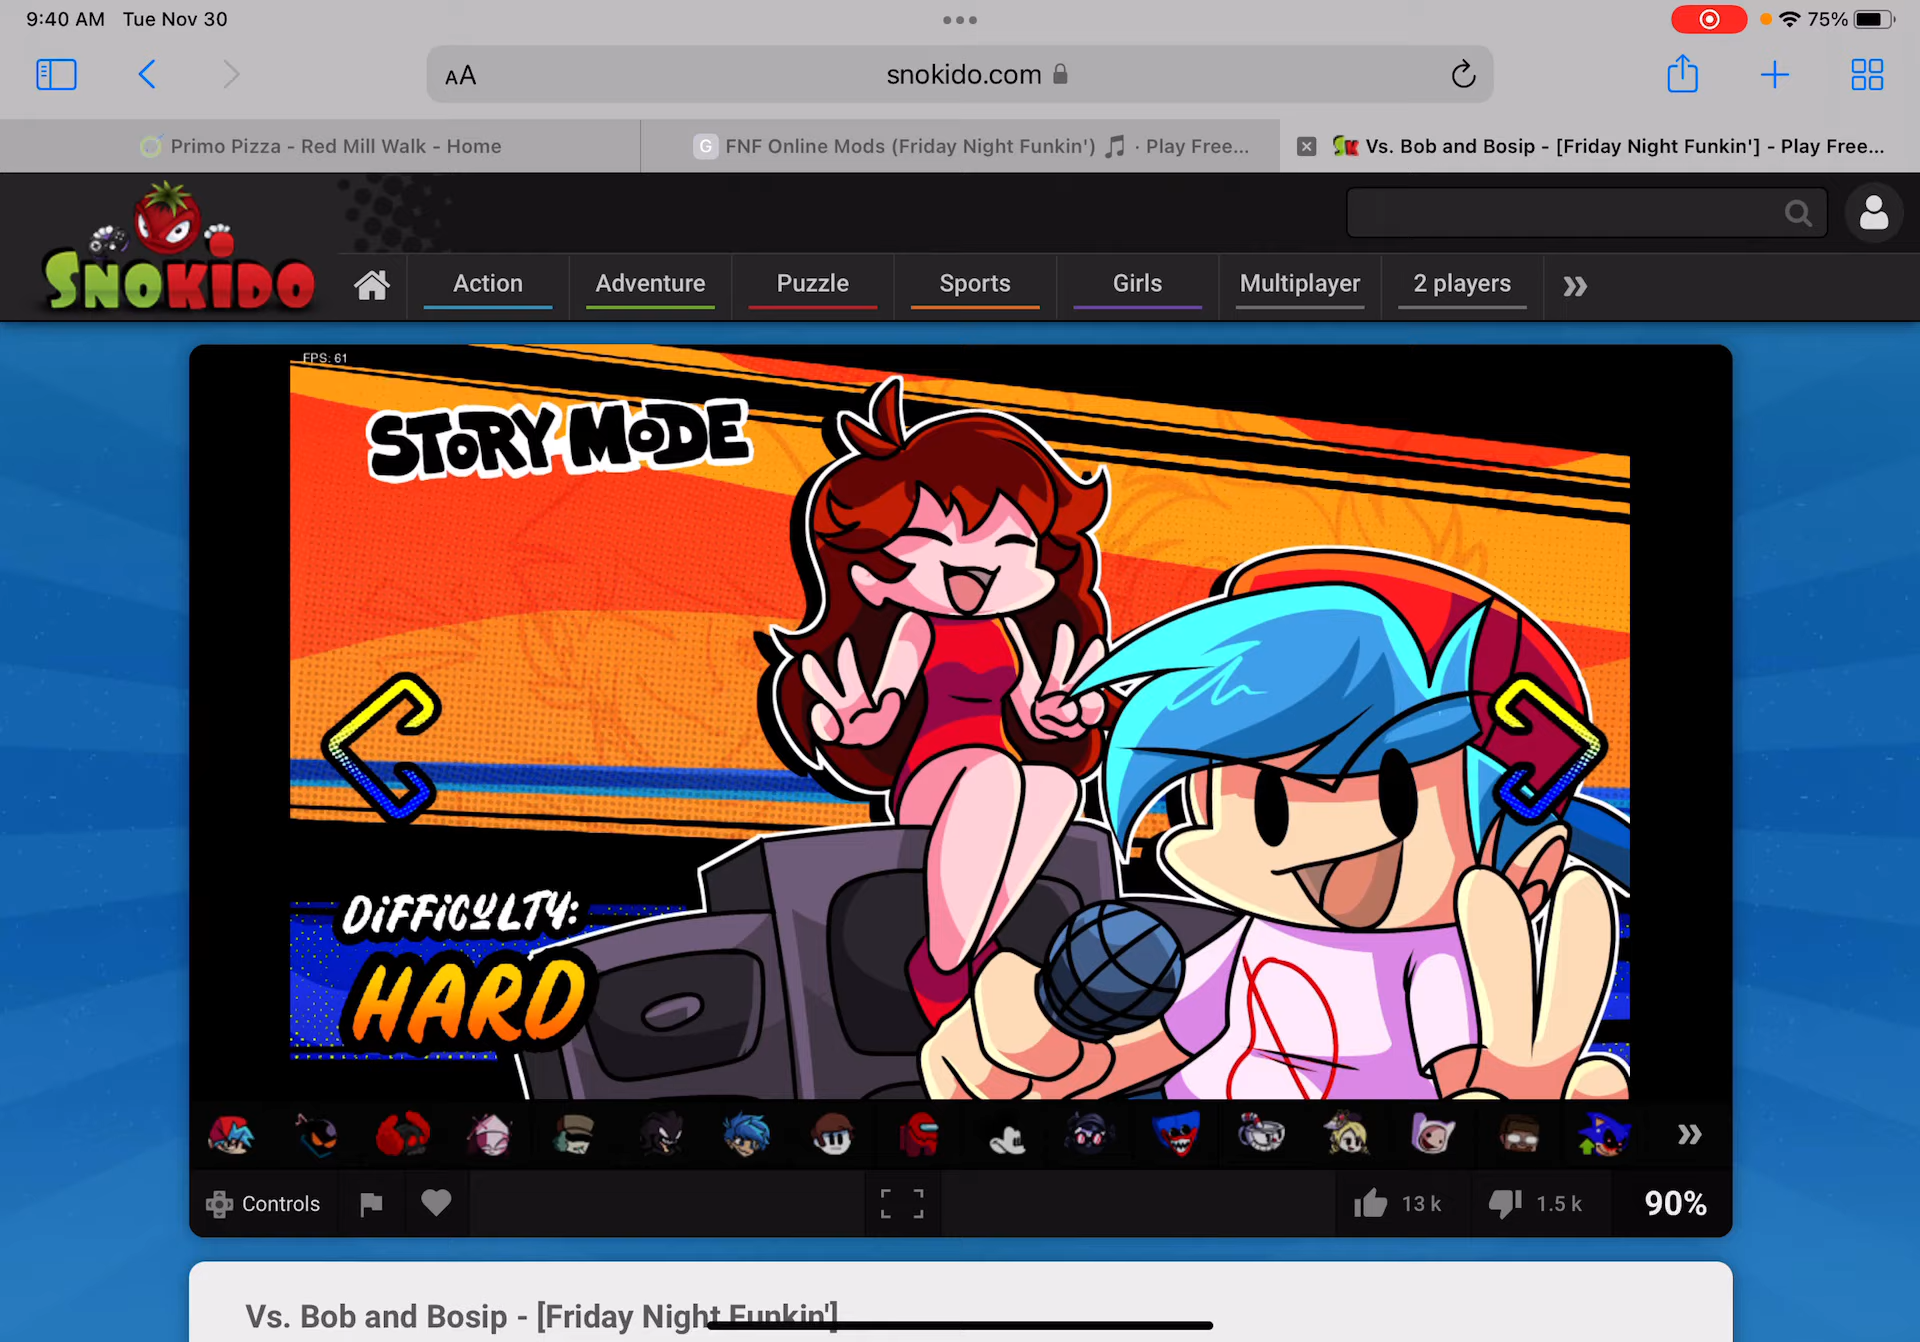 9:40 AM Tue Nov 30
75%
AA
snokido.com
Primo Pizza - Red Mill Walk - Home
G FNF Online Mods (Friday Night Funkin') 🎵 · Play Free...
SK Vs. Bob and Bosip - [Friday Night Funkin'] - Play Free...
SNOKIDO
Action
Adventure
Puzzle
Sports
Girls
Multiplayer
2 players
»
FPS: 61
STORY MODE
DIFFICULTY:
HARD
»
Controls
13 k
1.5 k
90%
Vs. Bob and Bosip - [Friday Night Funkin']